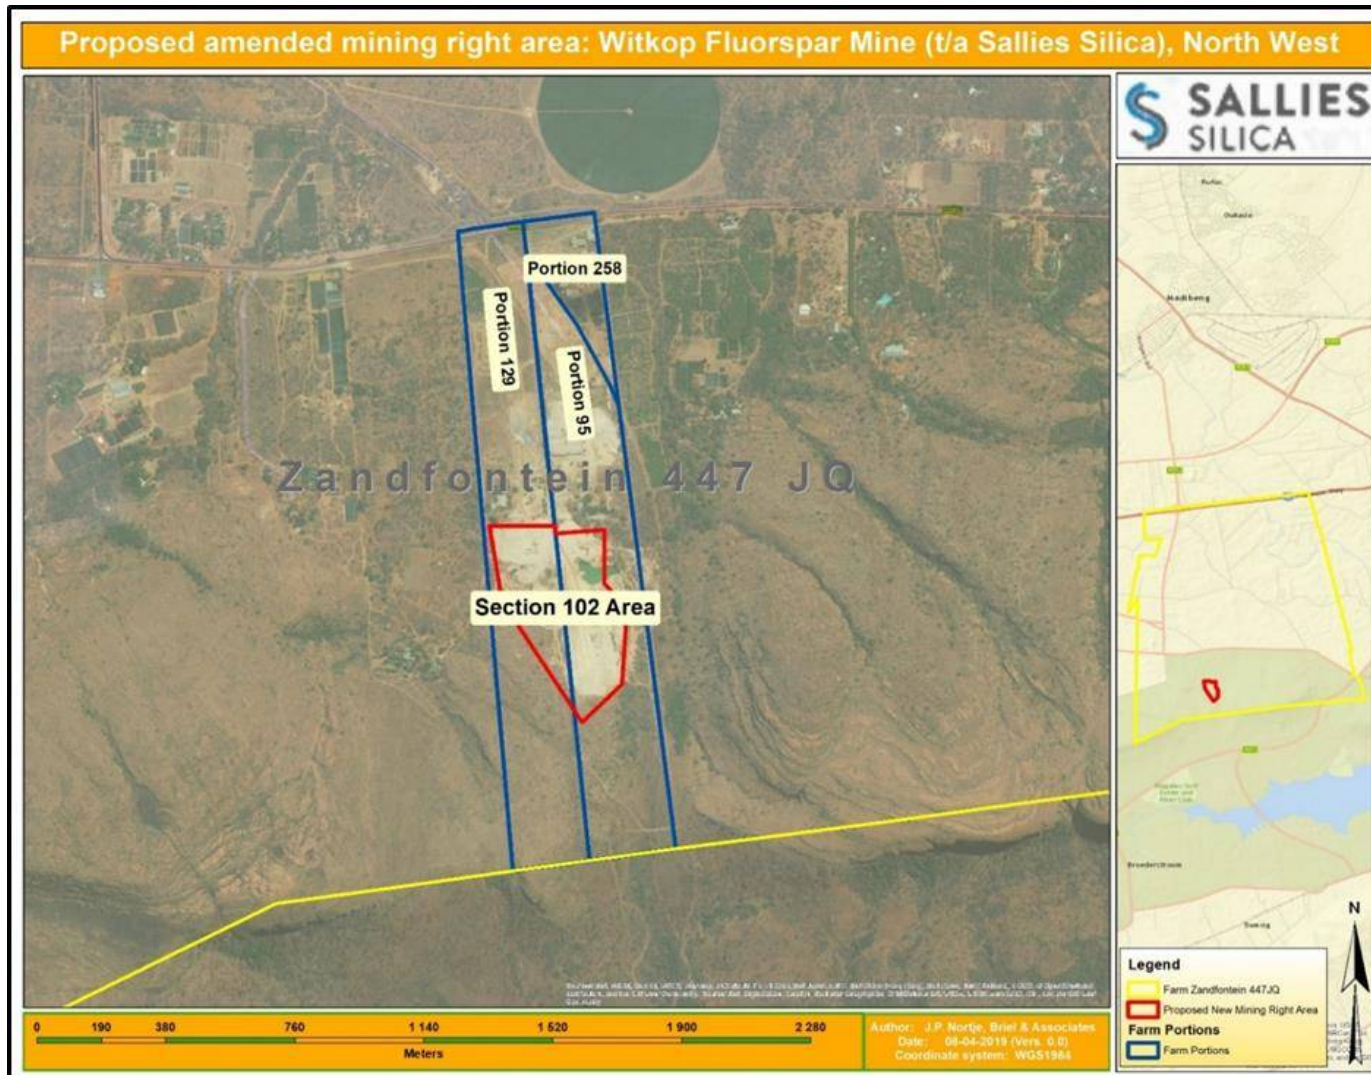 Proposed amended mining right area: Witkop Fluorspar Mine (t/a Sallies Silica), North West
SALLIES
SILICA
Portion 258
Portion 129
Portion 95
Zandfontein 447 JQ
Section 102 Area
Madibeng
Broederstroom
N
Legend
Farm Zandfontein 447JQ
Proposed New Mining Right Area
Farm Portions
Farm Portions
0 190 380 760 1 140 1 520 1 900 2 280
Meters
Author: J.P. Nortje, Briel & Associates
Date: 08-04-2019 (Vers. 0.0)
Coordinate system: WGS1984